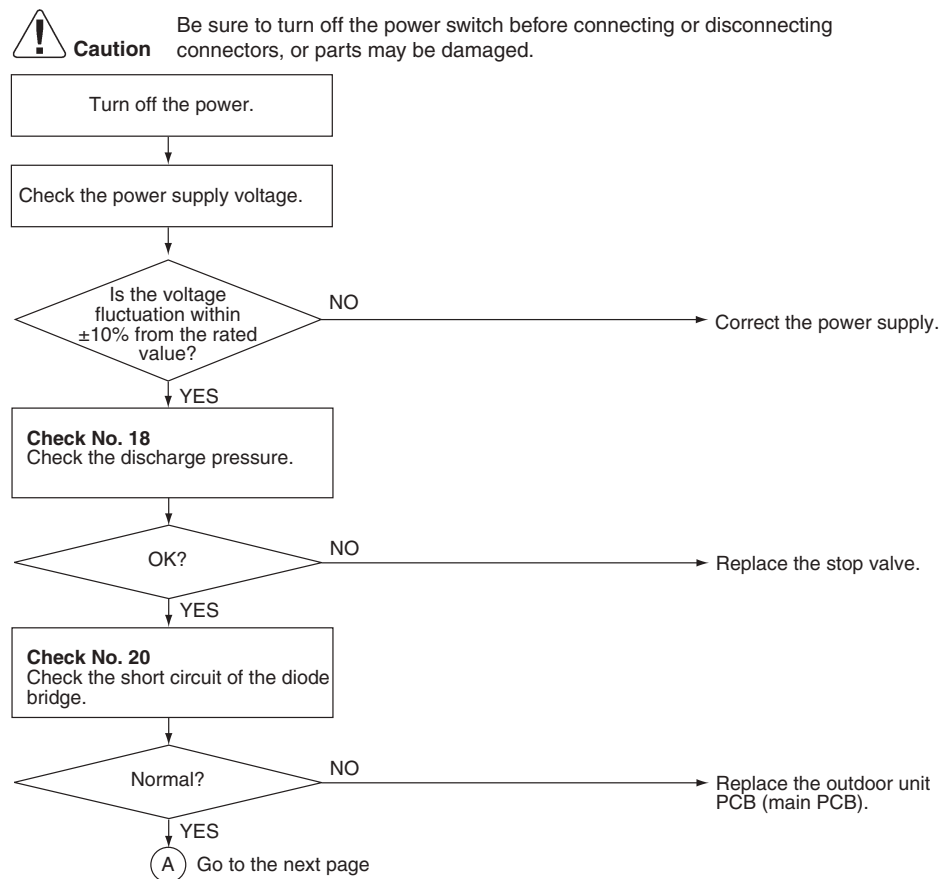 Be sure to turn off the power switch before connecting or disconnecting
Caution connectors, or parts may be damaged.
Turn off the power.
Check the power supply voltage.
Is the voltage
fluctuation within
±10% from the rated
value?
NO
Correct the power supply.
YES
Check No. 18
Check the discharge pressure.
OK?
NO
Replace the stop valve.
YES
Check No. 20
Check the short circuit of the diode
bridge.
Normal?
NO
Replace the outdoor unit
PCB (main PCB).
YES
A Go to the next page